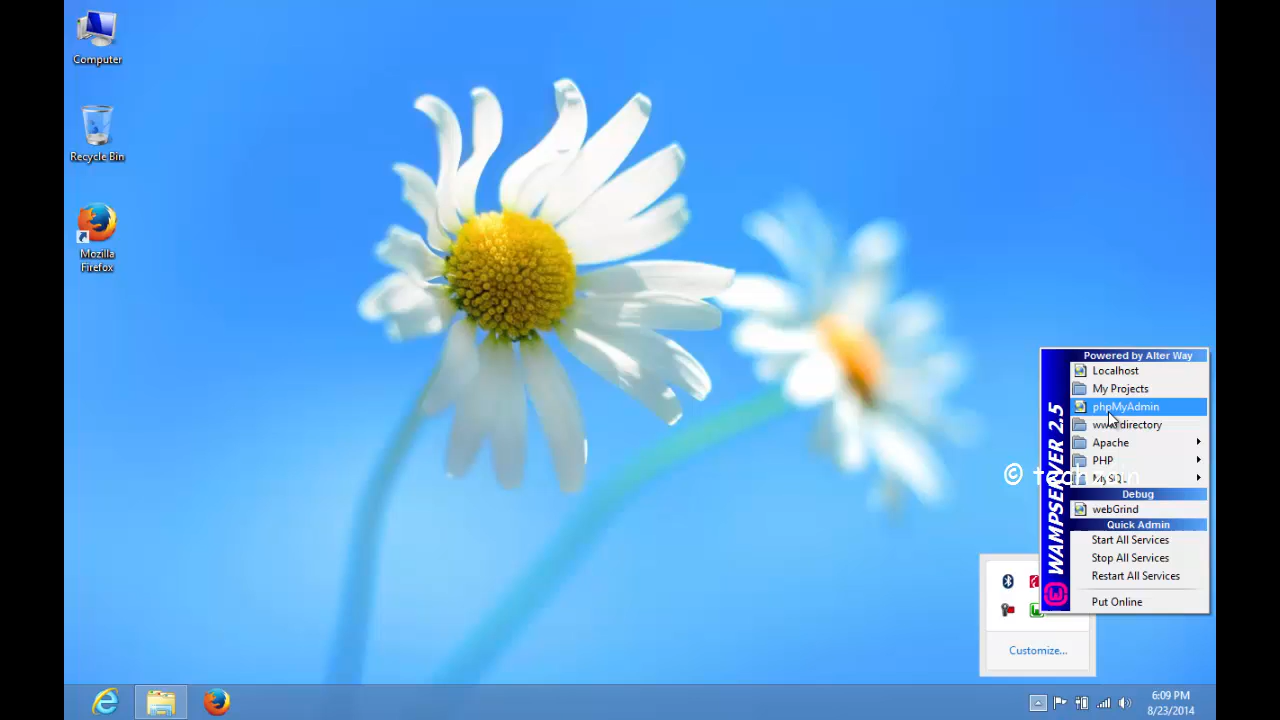 Computer
Recycle Bin
Mozilla
Firefox
Powered by Alter Way
Localhost
My Projects
phpMyAdmin
www directory
Apache
PHP
MySQL
Debug
webGrind
Quick Admin
Start All Services
Stop All Services
Restart All Services
Put Online
WAMPSERVER 2.5
©
Customize...
6:09 PM
8/23/2014